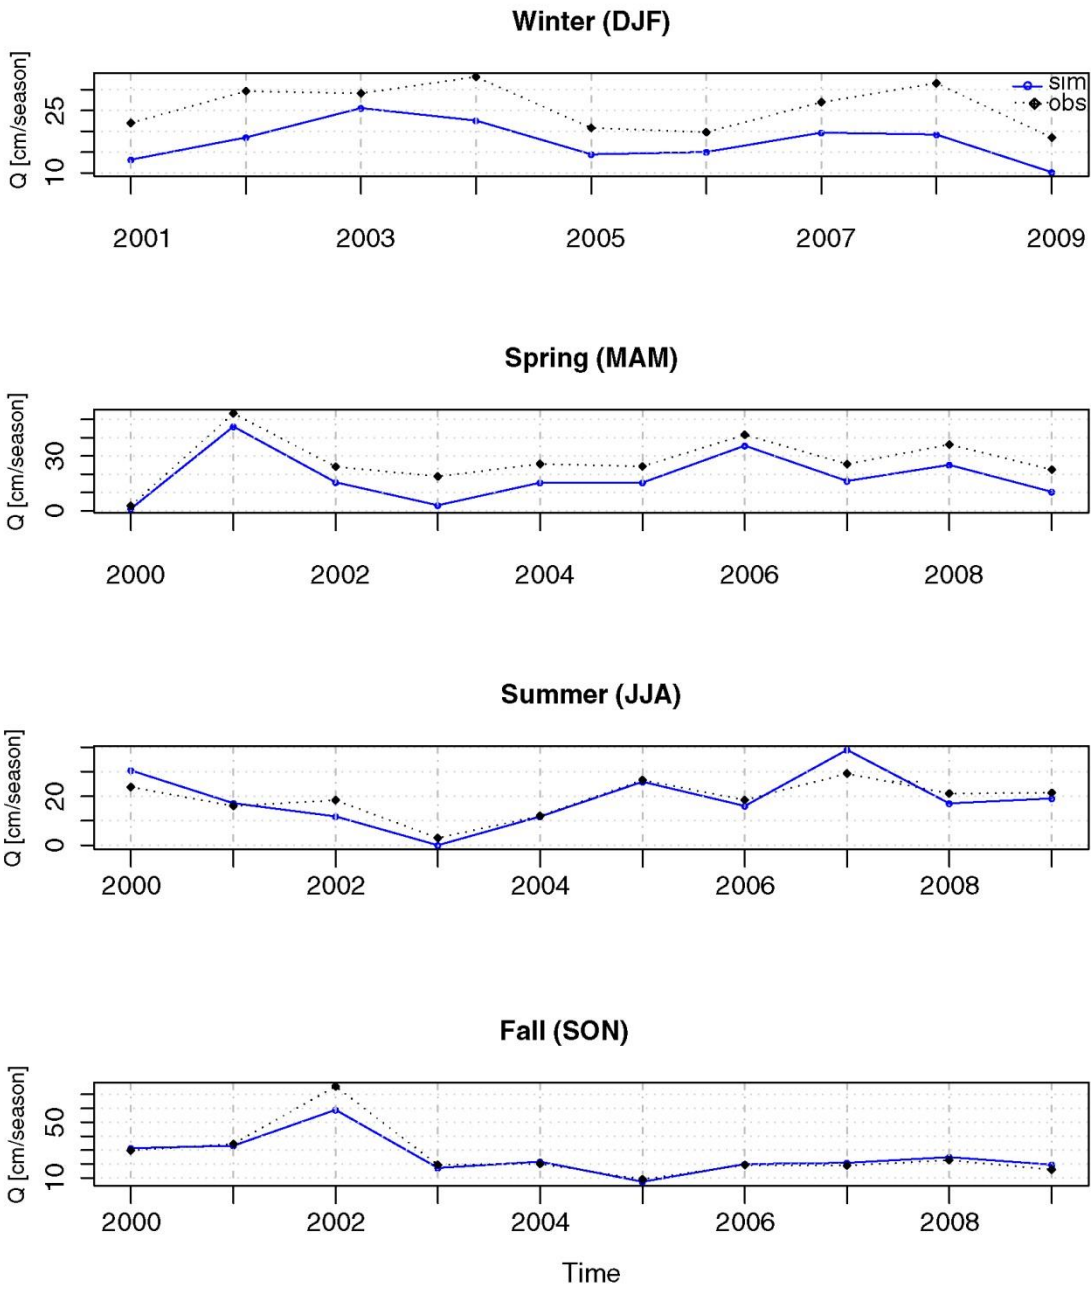 Winter (DJF)
Q [cm/season]
25
10
sim
obs
2001 2003 2005 2007 2009
Spring (MAM)
Q [cm/season]
30
0
2000 2002 2004 2006 2008
Summer (JJA)
Q [cm/season]
20
0
2000 2002 2004 2006 2008
Fall (SON)
Q [cm/season]
50
10
2000 2002 2004 2006 2008
Time